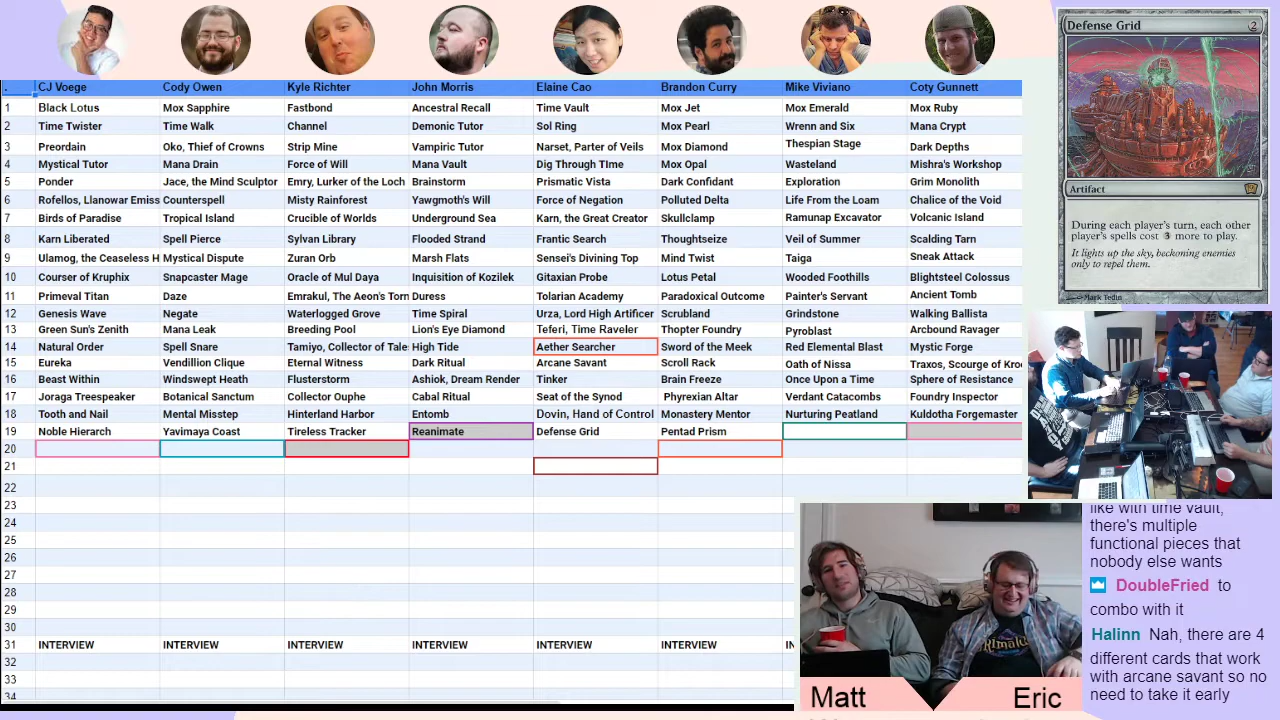 . CJ Voege Cody Owen Kyle Richter John Morris Elaine Cao Brandon Curry Mike Viviano Coty Gunnett
1 Black Lotus Mox Sapphire Fastbond Ancestral Recall Time Vault Mox Jet Mox Emerald Mox Ruby
2 Time Twister Time Walk Channel Demonic Tutor Sol Ring Mox Pearl Wrenn and Six Mana Crypt
3 Preordain Oko, Thief of Crowns Strip Mine Vampiric Tutor Narset, Parter of Veils Mox Diamond Thespian Stage Dark Depths
4 Mystical Tutor Mana Drain Force of Will Mana Vault Dig Through TIme Mox Opal Wasteland Mishra's Workshop
5 Ponder Jace, the Mind Sculptor Emry, Lurker of the Loch Brainstorm Prismatic Vista Dark Confidant Exploration Grim Monolith
6 Rofellos, Llanowar Emiss Counterspell Misty Rainforest Yawgmoth's Will Force of Negation Polluted Delta Life From the Loam Chalice of the Void
7 Birds of Paradise Tropical Island Crucible of Worlds Underground Sea Karn, the Great Creator Skullclamp Ramunap Excavator Volcanic Island
8 Karn Liberated Spell Pierce Sylvan Library Flooded Strand Frantic Search Thoughtseize Veil of Summer Scalding Tarn
9 Ulamog, the Ceaseless H Mystical Dispute Zuran Orb Marsh Flats Sensei's Divining Top Mind Twist Taiga Sneak Attack
10 Courser of Kruphix Snapcaster Mage Oracle of Mul Daya Inquisition of Kozilek Gitaxian Probe Lotus Petal Wooded Foothills Blightsteel Colossus
11 Primeval Titan Daze Emrakul, The Aeon's Torn Duress Tolarian Academy Paradoxical Outcome Painter's Servant Ancient Tomb
12 Genesis Wave Negate Waterlogged Grove Time Spiral Urza, Lord High Artificer Scrubland Grindstone Walking Ballista
13 Green Sun's Zenith Mana Leak Breeding Pool Lion's Eye Diamond Teferi, Time Raveler Thopter Foundry Pyroblast Arcbound Ravager
14 Natural Order Spell Snare Tamiyo, Collector of Tale High Tide Aether Searcher Sword of the Meek Red Elemental Blast Mystic Forge
15 Eureka Vendillion Clique Eternal Witness Dark Ritual Arcane Savant Scroll Rack Oath of Nissa Traxos, Scourge of Kroo
16 Beast Within Windswept Heath Flusterstorm Ashiok, Dream Render Tinker Brain Freeze Once Upon a Time Sphere of Resistance
17 Joraga Treespeaker Botanical Sanctum Collector Ouphe Cabal Ritual Seat of the Synod Phyrexian Altar Verdant Catacombs Foundry Inspector
18 Tooth and Nail Mental Misstep Hinterland Harbor Entomb Dovin, Hand of Control Monastery Mentor Nurturing Peatland Kuldotha Forgemaster
19 Noble Hierarch Yavimaya Coast Tireless Tracker Reanimate Defense Grid Pentad Prism
20
21
22
23
24
25
26
27
28
29
30
31 INTERVIEW INTERVIEW INTERVIEW INTERVIEW INTERVIEW INTERVIEW IN
32
33
34
Defense Grid 2
Artifact
During each player's turn, each other
player's spells cost 3 more to play.
It lights up the sky, beckoning enemies
only to repel them.
Mark Tedin
like with time vault,
there's multiple
functional pieces that
nobody else wants
DoubleFried to
combo with it
Halinn Nah, there are 4
different cards that work
with arcane savant so no
need to take it early
Matt
Eric